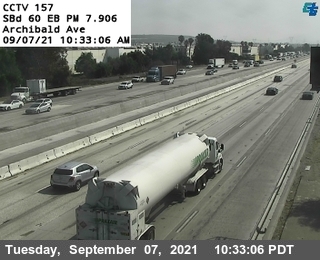 CCTV 157
SBd 60 EB PM 7.906
Archibald Ave
09/07/21 10:33:06 AM
Tuesday, September 07, 2021 10:33:06 PDT